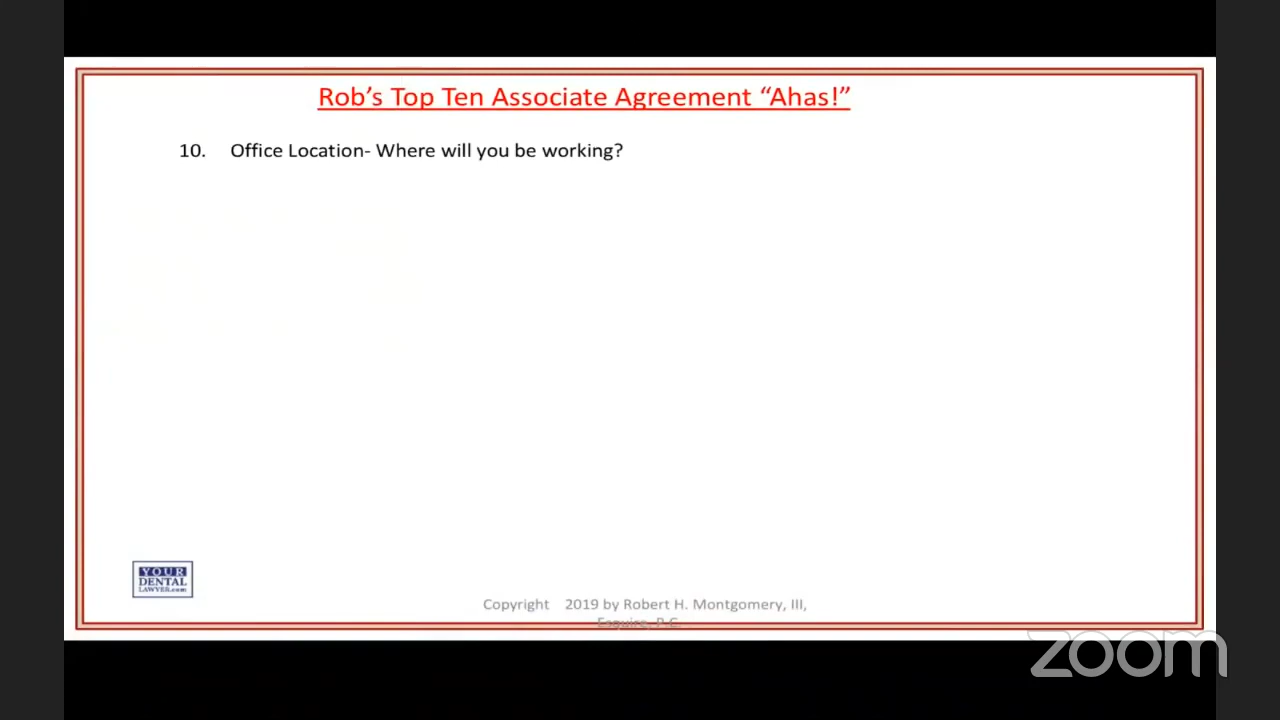 Rob’s Top Ten Associate Agreement “Ahas!”
10. Office Location- Where will you be working?
YOUR
DENTAL
LAWYER.com
Copyright 2019 by Robert H. Montgomery, III,
Esquire, P.C.
zoom